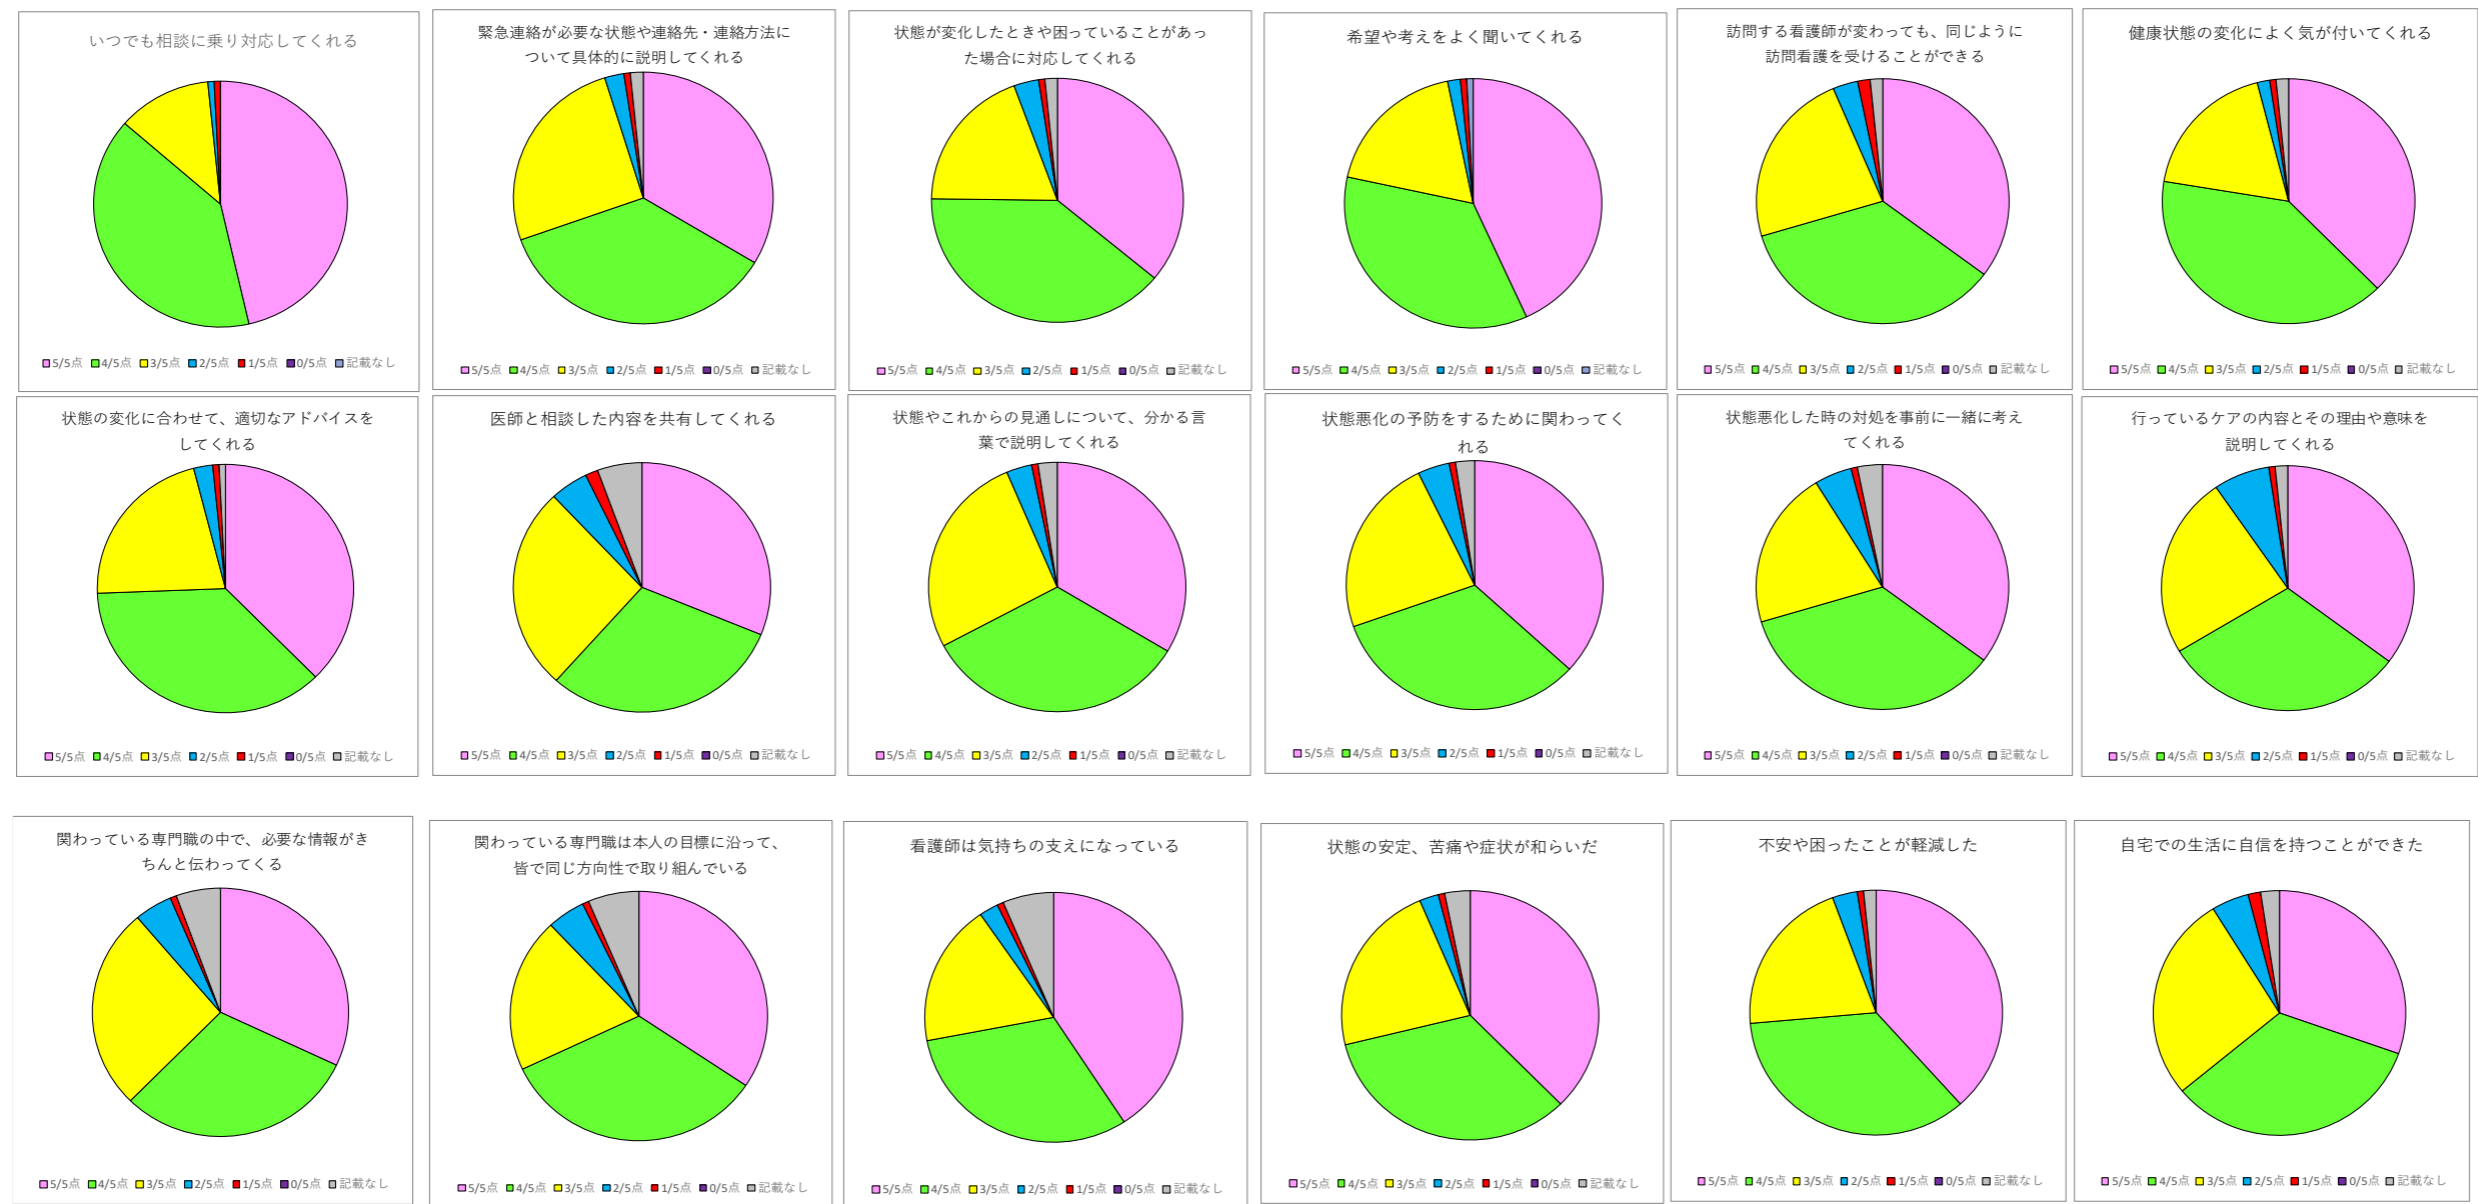 いつでも相談に乗り対応してくれる
5/5点 4/5点 3/5点 2/5点 1/5点 0/5点 記載なし
緊急連絡が必要な状態や連絡先・連絡方法に
ついて具体的に説明してくれる
5/5点 4/5点 3/5点 2/5点 1/5点 0/5点 記載なし
状態が変化したときや困っていることがあっ
た場合に対応してくれる
5/5点 4/5点 3/5点 2/5点 1/5点 0/5点 記載なし
希望や考えをよく聞いてくれる
5/5点 4/5点 3/5点 2/5点 1/5点 0/5点 記載なし
訪問する看護師が変わっても、同じように
訪問看護を受けることができる
5/5点 4/5点 3/5点 2/5点 1/5点 0/5点 記載なし
健康状態の変化によく気が付いてくれる
5/5点 4/5点 3/5点 2/5点 1/5点 0/5点 記載なし
状態の変化に合わせて、適切なアドバイスを
してくれる
5/5点 4/5点 3/5点 2/5点 1/5点 0/5点 記載なし
医師と相談した内容を共有してくれる
5/5点 4/5点 3/5点 2/5点 1/5点 0/5点 記載なし
状態やこれからの見通しについて、分かる言
葉で説明してくれる
5/5点 4/5点 3/5点 2/5点 1/5点 0/5点 記載なし
状態悪化の予防をするために関わってく
れる
5/5点 4/5点 3/5点 2/5点 1/5点 0/5点 記載なし
状態悪化した時の対処を事前に一緒に考え
てくれる
5/5点 4/5点 3/5点 2/5点 1/5点 0/5点 記載なし
行っているケアの内容とその理由や意味を
説明してくれる
5/5点 4/5点 3/5点 2/5点 1/5点 0/5点 記載なし
関わっている専門職の中で、必要な情報がき
ちんと伝わってくる
5/5点 4/5点 3/5点 2/5点 1/5点 0/5点 記載なし
関わっている専門職は本人の目標に沿って、
皆で同じ方向性で取り組んでいる
5/5点 4/5点 3/5点 2/5点 1/5点 0/5点 記載なし
看護師は気持ちの支えになっている
5/5点 4/5点 3/5点 2/5点 1/5点 0/5点 記載なし
状態の安定、苦痛や症状が和らいだ
5/5点 4/5点 3/5点 2/5点 1/5点 0/5点 記載なし
不安や困ったことが軽減した
5/5点 4/5点 3/5点 2/5点 1/5点 0/5点 記載なし
自宅での生活に自信を持つことができた
5/5点 4/5点 3/5点 2/5点 1/5点 0/5点 記載なし